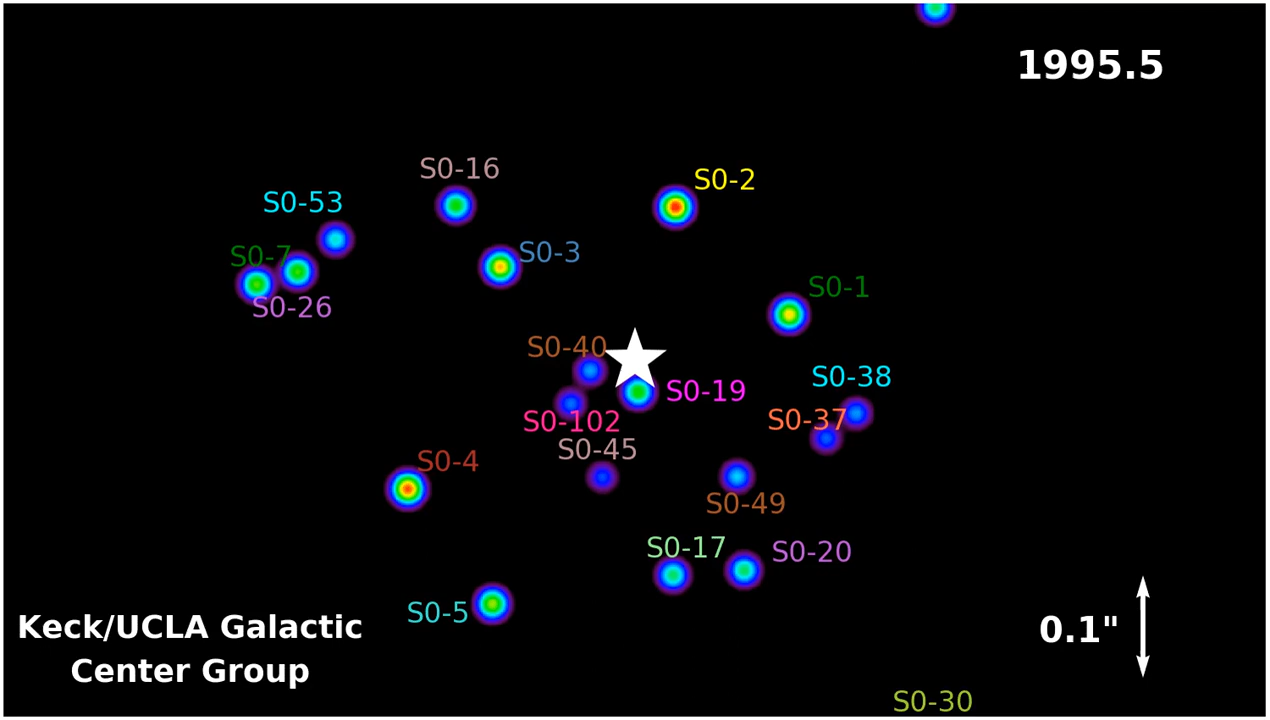 1995.5
S0-16
S0-2
S0-53
S0-7
S0-3
S0-1
S0-26
S0-40
S0-38
S0-19
S0-102
S0-37
S0-45
S0-4
S0-49
S0-17
S0-20
S0-5
Keck/UCLA Galactic
Center Group
0.1"
S0-30